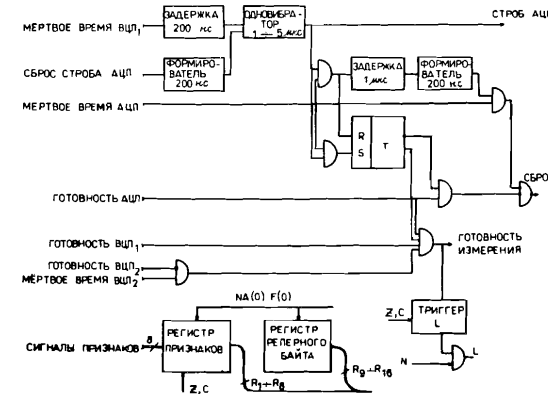 МЕРТВОЕ ВРЕМЯ ВЦП₁
ЗАДЕРЖКА
200 нс
ОДНОВИБРА-
ТОР
1 ÷ 5 мкс
СТРОБ АЦП
СБРОС СТРОБА АЦП
ФОРМИРО-
ВАТЕЛЬ
200нс
ЗАДЕРЖКА
1 мкс
ФОРМИРО-
ВАТЕЛЬ
200 нс
МЕРТВОЕ ВРЕМЯ АЦП
R
S
T
СБРОС
ГОТОВНОСТЬ АЦП
ГОТОВНОСТЬ ВЦП₁
ГОТОВНОСТЬ
ИЗМЕРЕНИЯ
ГОТОВНОСТЬ ВЦП₂
МЕРТВОЕ ВРЕМЯ ВЦП₂
NA(0) F(0)
Z,C
ТРИГГЕР
L
СИГНАЛЫ ПРИЗНАКОВ
8
РЕГИСТР
ПРИЗНАКОВ
РЕГИСТР
РЕПЕРНОГО
БАЙТА
N
L
R₁÷R₈
R₉÷R₁₆
Z,C